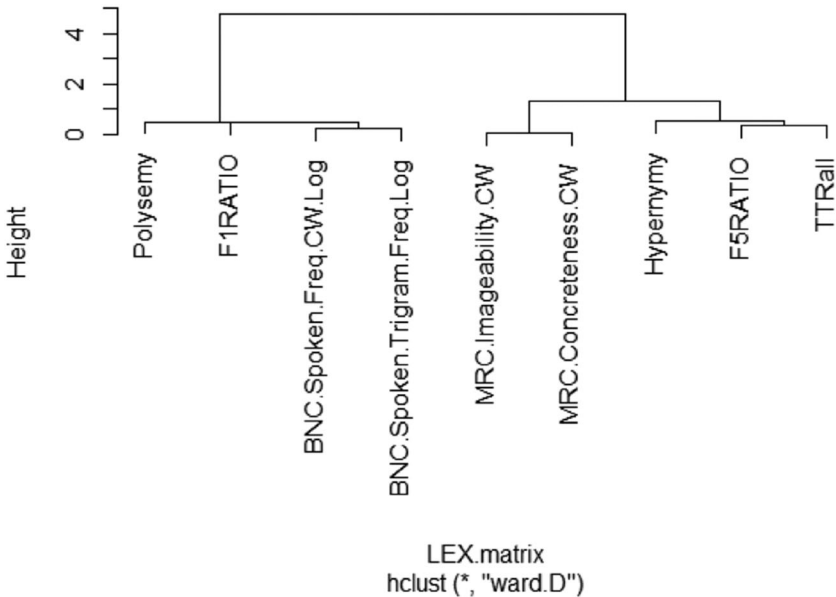 4
2
0
Height
Polysemy
F1RATIO
BNC.Spoken.Freq.CW.Log
BNC.Spoken.Trigram.Freq.Log
MRC.Imageability.CW
MRC.Concreteness.CW
Hypernymy
F5RATIO
TTRall
LEX.matrix
hclust (*, "ward.D")